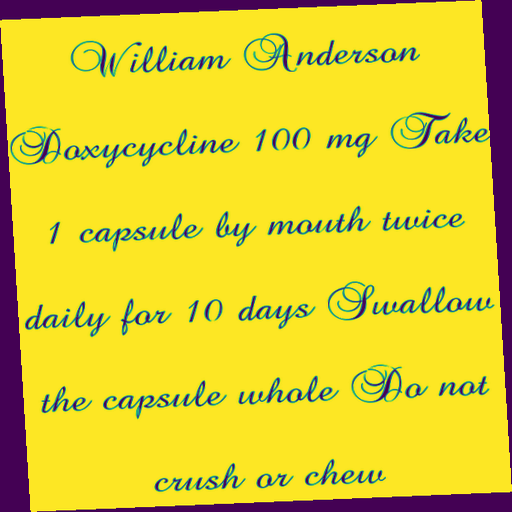 William Anderson
Doxycycline 100 mg Take
1 capsule by mouth twice
daily for 10 days Swallow
the capsule whole Do not
crush or chew